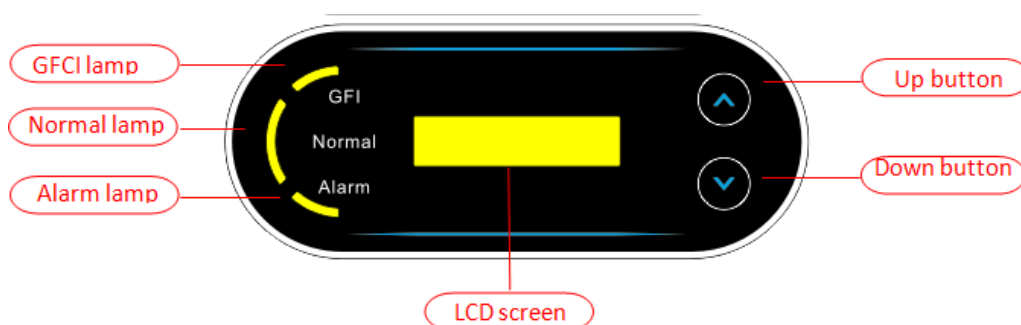 GFCI lamp
Normal lamp
Alarm lamp
GFI
Normal
Alarm
Up button
Down button
LCD screen